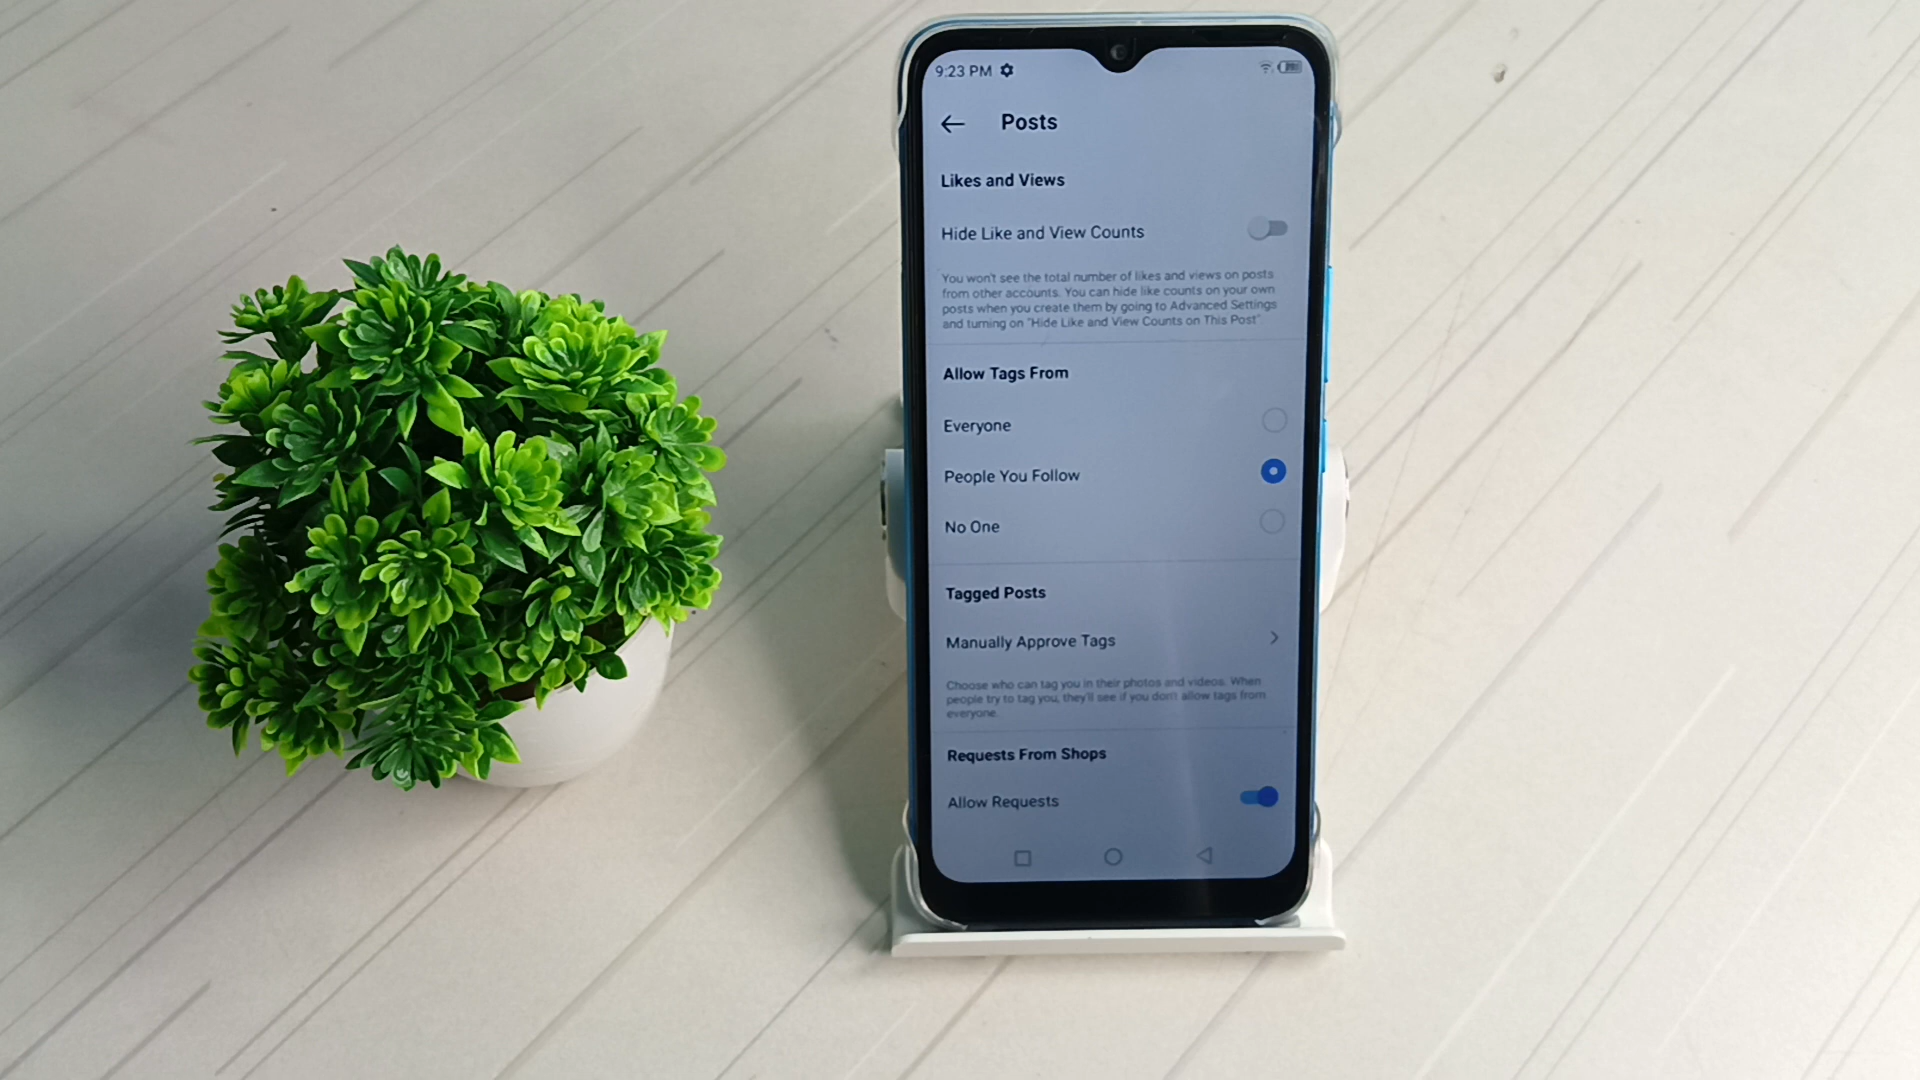 9:23 PM
Posts
Likes and Views
Hide Like and View Counts
You won't see the total number of likes and views on posts
from other accounts. You can hide like counts on your own
posts when you create them by going to Advanced Settings
and turning on "Hide Like and View Counts on This Post"
Allow Tags From
Everyone
People You Follow
No One
Tagged Posts
Manually Approve Tags
Choose who can tag you in their photos and videos. When
people try to tag you, they'll see if you don't allow tags from
everyone.
Requests From Shops
Allow Requests